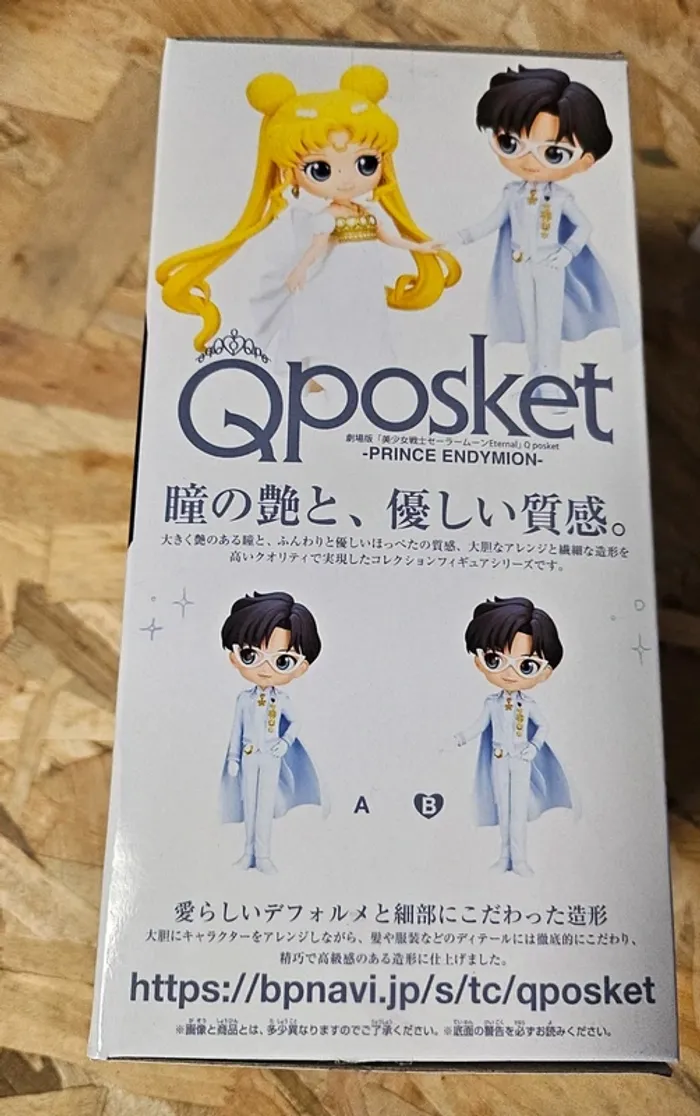 Qposket
劇場版「美少女戦士セーラームーンEternal」Q posket
-PRINCE ENDYMION-
瞳の艶と、優しい質感。
大きく艶のある瞳と、ふんわりと優しいほっぺたの質感、大胆なアレンジと繊細な造形を
高いクオリティで実現したコレクションフィギュアシリーズです。
A B
愛らしいデフォルメと細部にこだわった造形
大胆にキャラクターをアレンジしながら、髪や服装などのディテールには徹底的にこだわり、
精巧で高級感のある造形に仕上げました。
https://bpnavi.jp/s/tc/qposket
※画像と商品とは、多少異なりますのでご了承ください。※底面の警告を必ずお読みください。